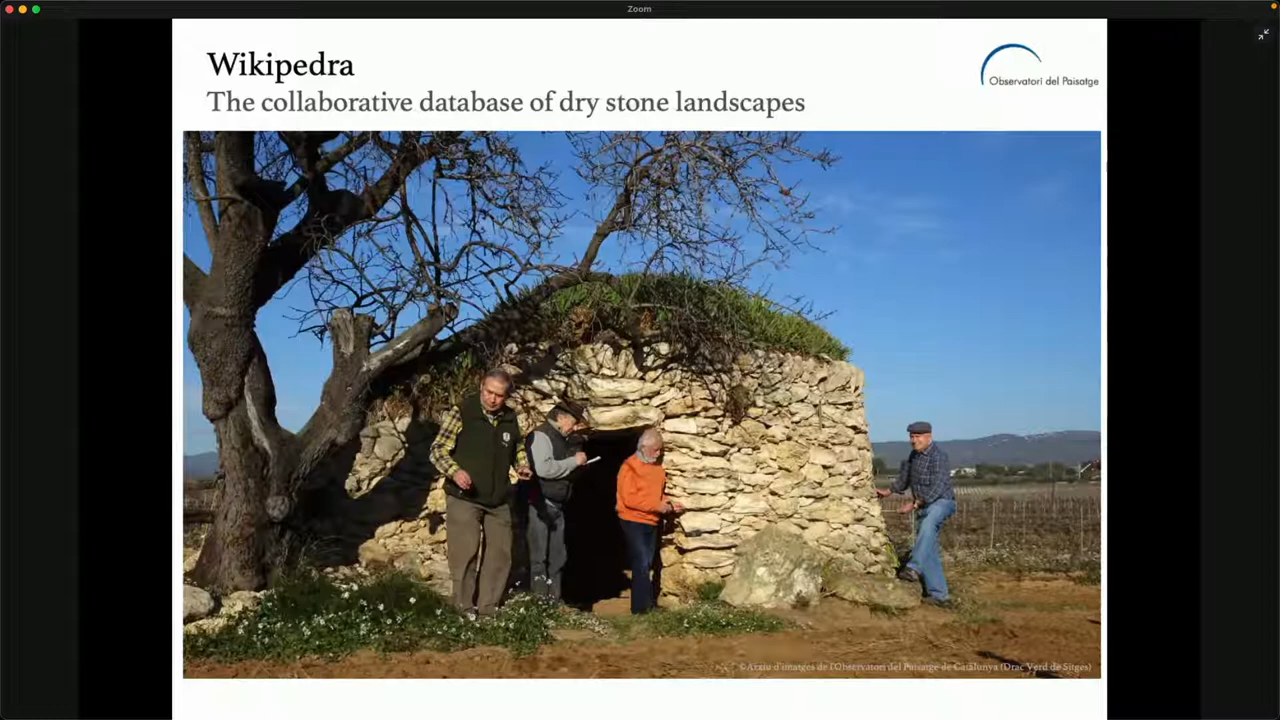 Zoom
Wikipedra
The collaborative database of dry stone landscapes
Observatori del Paisatge
©Arxiu d'imatges de l'Observatori del Paisatge de Catalunya (Drac Verd de Sitges)